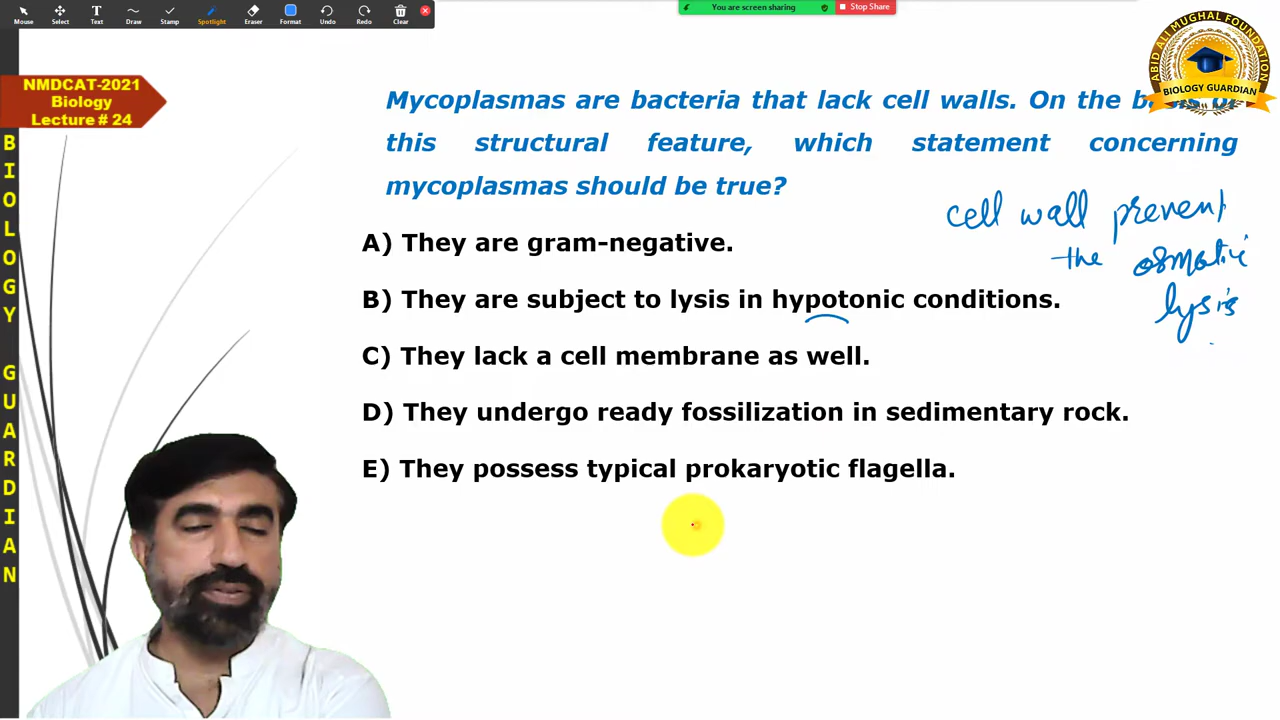 Mouse Select Text Draw Stamp Spotlight Eraser Format Undo Redo Clear
You are screen sharing Stop Share
NMDCAT-2021
Biology
Lecture # 24
BIOLOGY GUARDIAN
ABID ALI MUGHAL FOUNDATION
BIOLOGY GUARDIAN
Mycoplasmas are bacteria that lack cell walls. On the
this structural feature, which statement concerning
mycoplasmas should be true?
cell wall prevent
the osmotic
lysis
A) They are gram-negative.
B) They are subject to lysis in hypotonic conditions.
C) They lack a cell membrane as well.
D) They undergo ready fossilization in sedimentary rock.
E) They possess typical prokaryotic flagella.